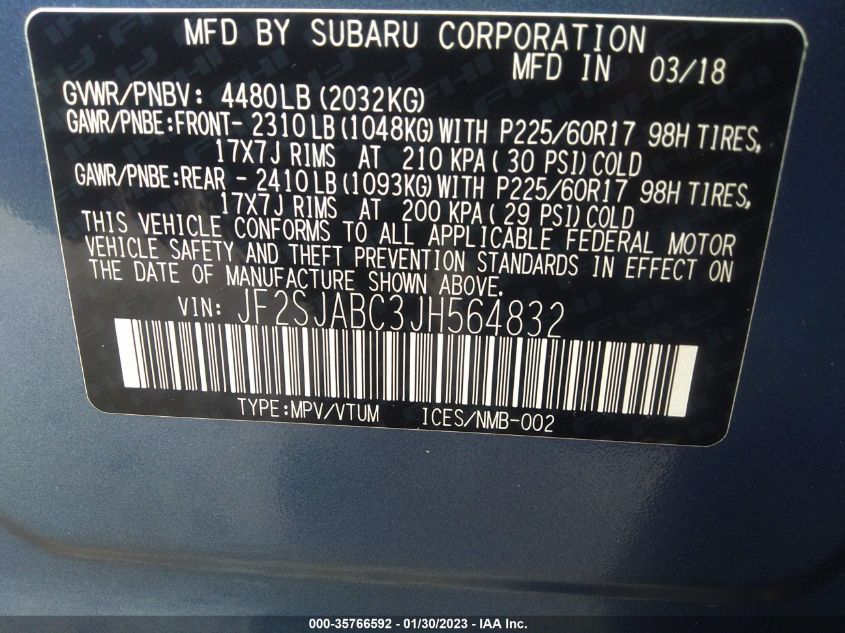 MFD BY SUBARU CORPORATION
MFD IN 03/18
GVWR/PNBV: 4480LB (2032KG)
GAWR/PNBE:FRONT- 2310LB (1048KG)WITH P225/60R17 98H TIRES,
17X7J RIMS AT 210 KPA( 30 PSI)COLD
GAWR/PNBE:REAR - 2410LB (1093KG)WITH P225/60R17 98H TIRES,
17X7J RIMS AT 200 KPA( 29 PSI)COLD
THIS VEHICLE CONFORMS TO ALL APPLICABLE FEDERAL MOTOR
VEHICLE SAFETY AND THEFT PREVENTION STANDARDS IN EFFECT ON
THE DATE OF MANUFACTURE SHOWN ABOVE.
VIN: JF2SJABC3JH564832
TYPE:MPV/VTUM ICES/NMB-002
000-35766592 - 01/30/2023 - IAA Inc.